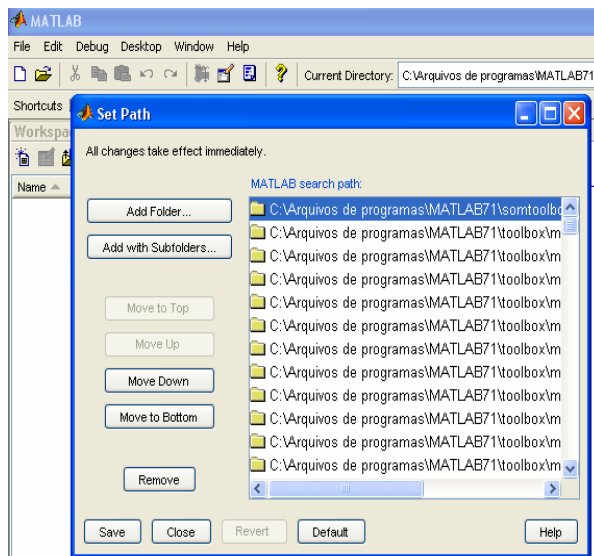 MATLAB
File Edit Debug Desktop Window Help
Current Directory: C:\Arquivos de programas\MATLAB71
Shortcuts
Workspa
Name
Set Path
All changes take effect immediately.
MATLAB search path:
Add Folder...
Add with Subfolders...
Move to Top
Move Up
Move Down
Move to Bottom
Remove
C:\Arquivos de programas\MATLAB71\somtoolbo
C:\Arquivos de programas\MATLAB71\toolbox\m
C:\Arquivos de programas\MATLAB71\toolbox\m
C:\Arquivos de programas\MATLAB71\toolbox\m
C:\Arquivos de programas\MATLAB71\toolbox\m
C:\Arquivos de programas\MATLAB71\toolbox\m
C:\Arquivos de programas\MATLAB71\toolbox\m
C:\Arquivos de programas\MATLAB71\toolbox\m
C:\Arquivos de programas\MATLAB71\toolbox\m
C:\Arquivos de programas\MATLAB71\toolbox\m
C:\Arquivos de programas\MATLAB71\toolbox\m
C:\Arquivos de programas\MATLAB71\toolbox\m
Save Close Revert Default Help